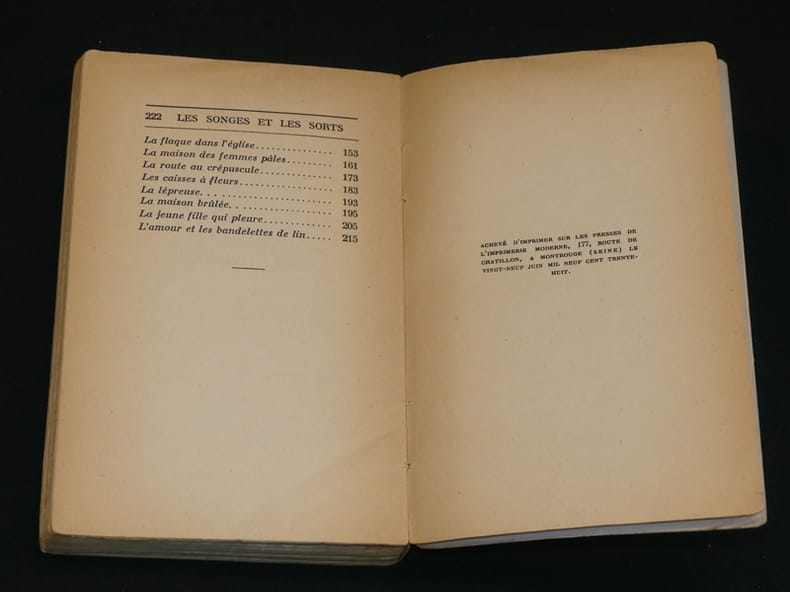 222 LES SONGES ET LES SORTS
La flaque dans l'église............... 153
La maison des femmes pâles......... 161
La route au crépuscule.............. 173
Les caisses à fleurs.................. 183
La lépreuse.......................... 193
La maison brûlée.................... 195
La jeune fille qui pleure............. 205
L'amour et les bandelettes de lin..... 215
ACHEVÉ D'IMPRIMER SUR LES PRESSES DE
L'IMPRIMERIE MODERNE, 177, ROUTE DE
CHATILLON, A MONTROUGE (SEINE) LE
VINGT-NEUF JUIN MIL NEUF CENT TRENTE-
HUIT.